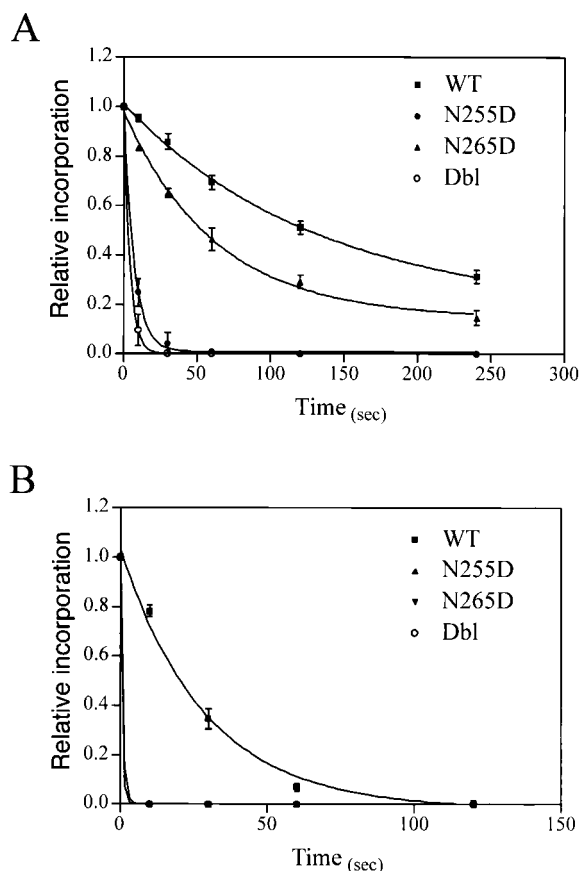 A
1.2
1.0
0.8
0.6
0.4
0.2
0.0
Relative incorporation
WT
N255D
N265D
Dbl
0 50 100 150 200 250 300
Time (sec)
B
1.2
1.0
0.8
0.6
0.4
0.2
0.0
Relative incorporation
WT
N255D
N265D
Dbl
0 50 100 150
Time (sec)